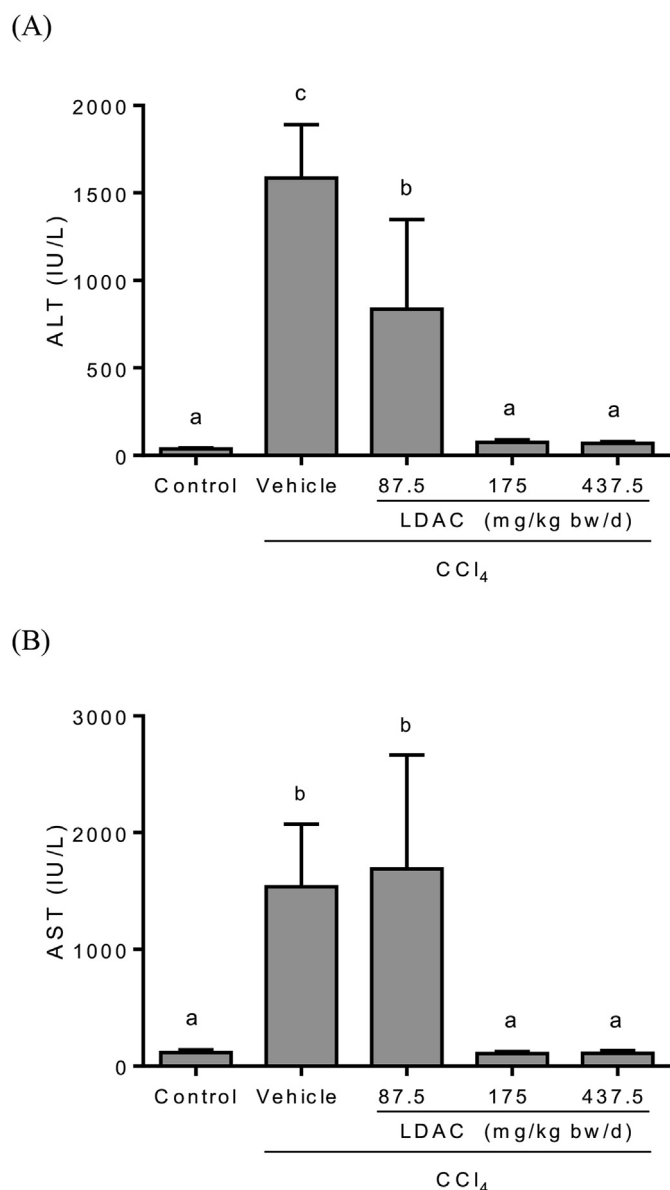 (A)
c
2000
b
1500
1000
500
a
a
a
0
ALT (IU/L)
Control Vehicle 87.5 175 437.5
LDAC (mg/kg bw/d)
CCl₄
(B)
3000
b
b
2000
1000
a
a
a
0
AST (IU/L)
Control Vehicle 87.5 175 437.5
LDAC (mg/kg bw/d)
CCl₄